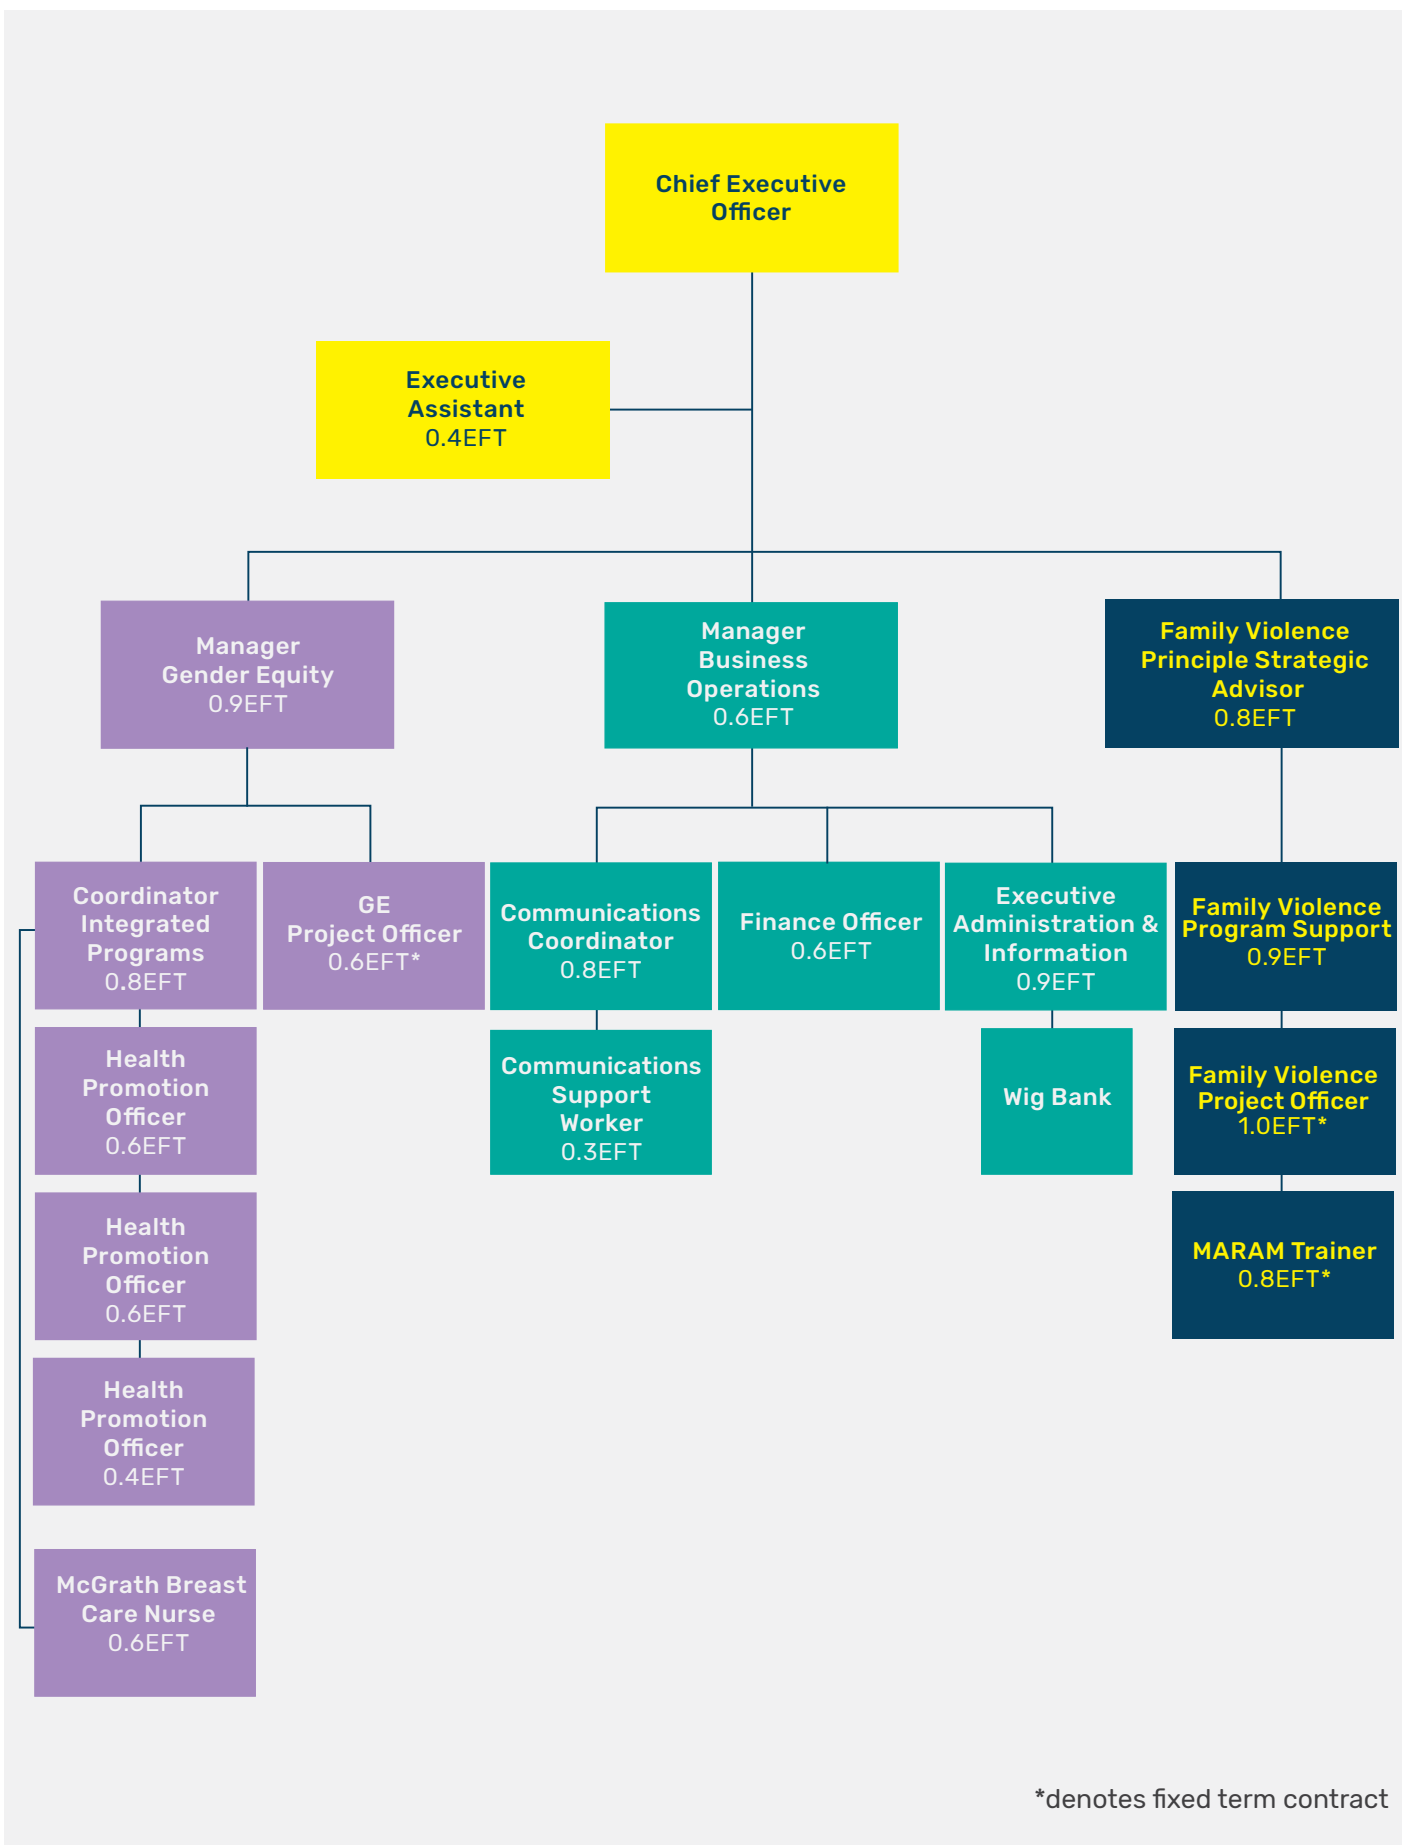 Chief Executive
Officer
Executive
Assistant
0.4EFT
Manager
Gender Equity
0.9EFT
Manager
Business
Operations
0.6EFT
Family Violence
Principle Strategic
Advisor
0.8EFT
Coordinator
Integrated
Programs
0.8EFT
GE
Project Officer
0.6EFT*
Communications
Coordinator
0.8EFT
Finance Officer
0.6EFT
Executive
Administration &
Information
0.9EFT
Family Violence
Program Support
0.9EFT
Health
Promotion
Officer
0.6EFT
Communications
Support
Worker
0.3EFT
Wig Bank
Family Violence
Project Officer
1.0EFT*
Health
Promotion
Officer
0.6EFT
MARAM Trainer
0.8EFT*
Health
Promotion
Officer
0.4EFT
McGrath Breast
Care Nurse
0.6EFT
*denotes fixed term contract